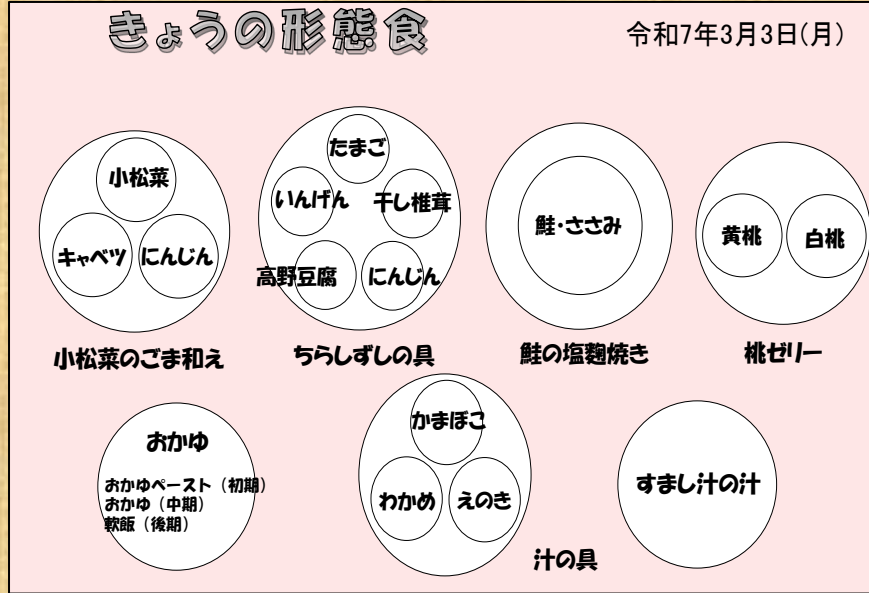 きょうの形態食
令和7年3月3日(月)
小松菜
キャベツ
にんじん
小松菜のごま和え
たまご
いんげん
干し椎茸
高野豆腐
にんじん
ちらしずしの具
鮭・ささみ
鮭の塩麹焼き
黄桃
白桃
桃ゼリー
おかゆ
おかゆペースト（初期）
おかゆ（中期）
軟飯（後期）
かまぼこ
わかめ
えのき
汁の具
すまし汁の汁